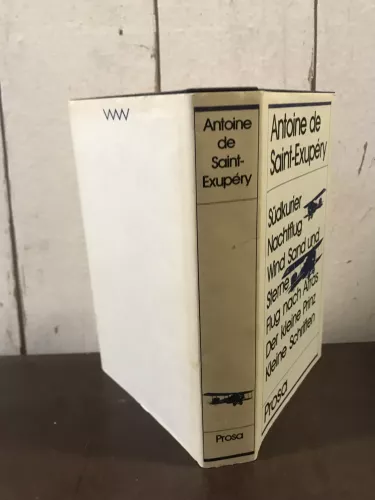 VVVV
Antoine
de
Saint-
Exupéry
Prosa
Antoine de
Saint-Exupéry
Südkurier
Nachtflug
Wind Sand und
Sterne
Flug nach Arras
Der kleine Prinz
Kleine Schriften
Prosa